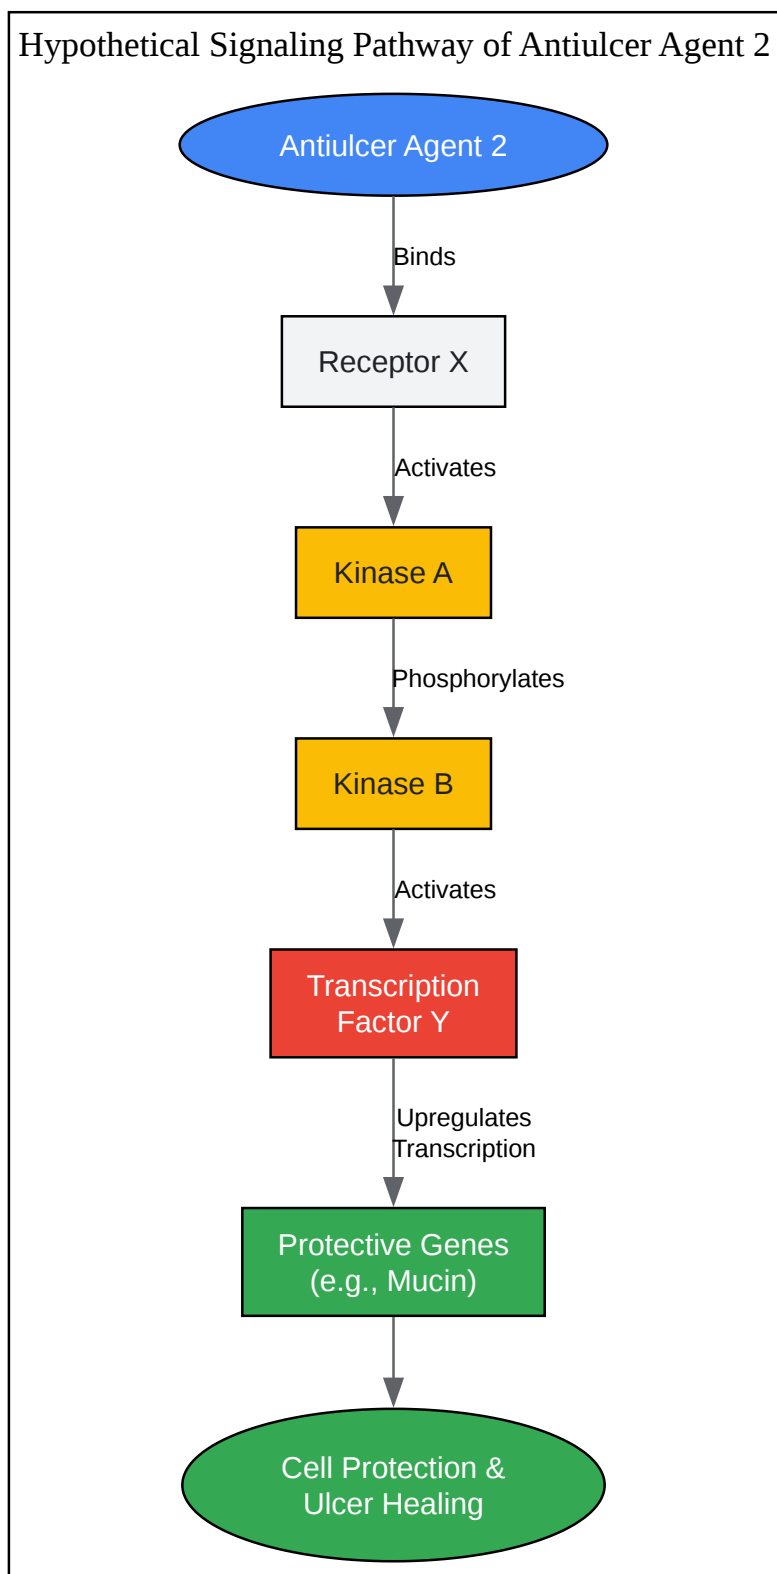 Hypothetical Signaling Pathway of Antiulcer Agent 2
Antiulcer Agent 2
Binds
Receptor X
Activates
Kinase A
Phosphorylates
Kinase B
Activates
Transcription
Factor Y
Upregulates
Transcription
Protective Genes
(e.g., Mucin)
Cell Protection &
Ulcer Healing